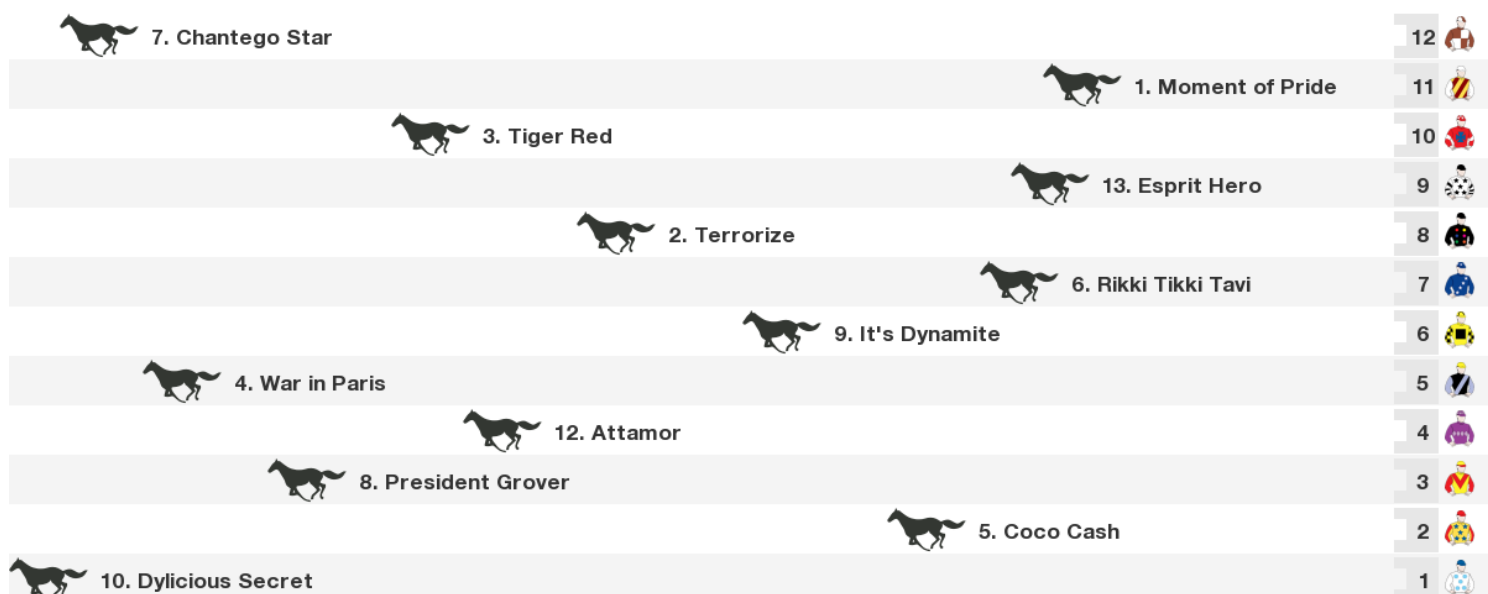 7. Chantego Star 12
1. Moment of Pride 11
3. Tiger Red 10
13. Esprit Hero 9
2. Terrorize 8
6. Rikki Tikki Tavi 7
9. It's Dynamite 6
4. War in Paris 5
12. Attamor 4
8. President Grover 3
5. Coco Cash 2
10. Dylicious Secret 1